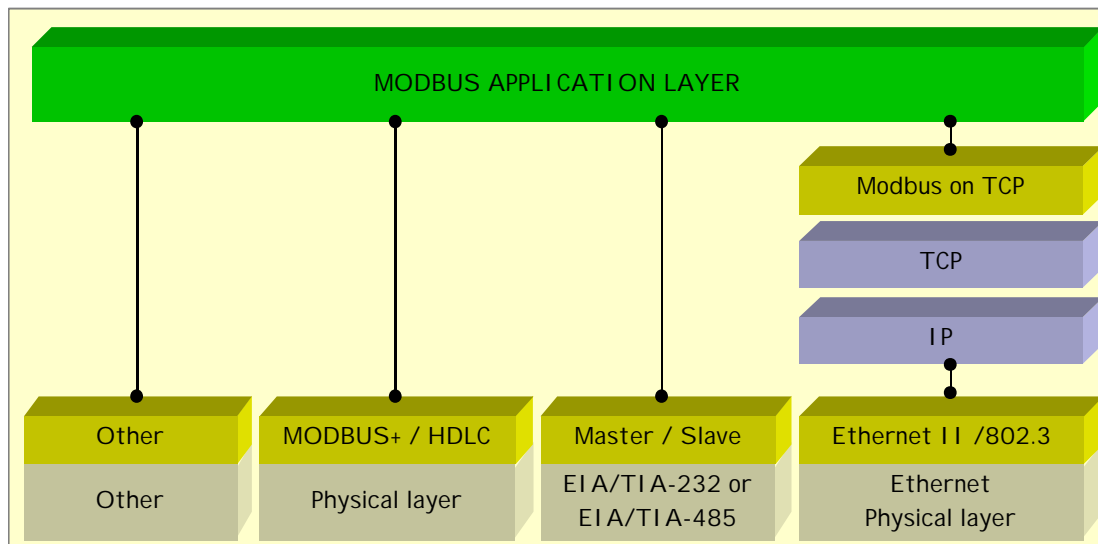 MODBUS APPLICATION LAYER
Modbus on TCP
TCP
IP
Other
MODBUS+ / HDLC
Master / Slave
Ethernet II /802.3
Other
Physical layer
EIA/TIA-232 or
EIA/TIA-485
Ethernet
Physical layer